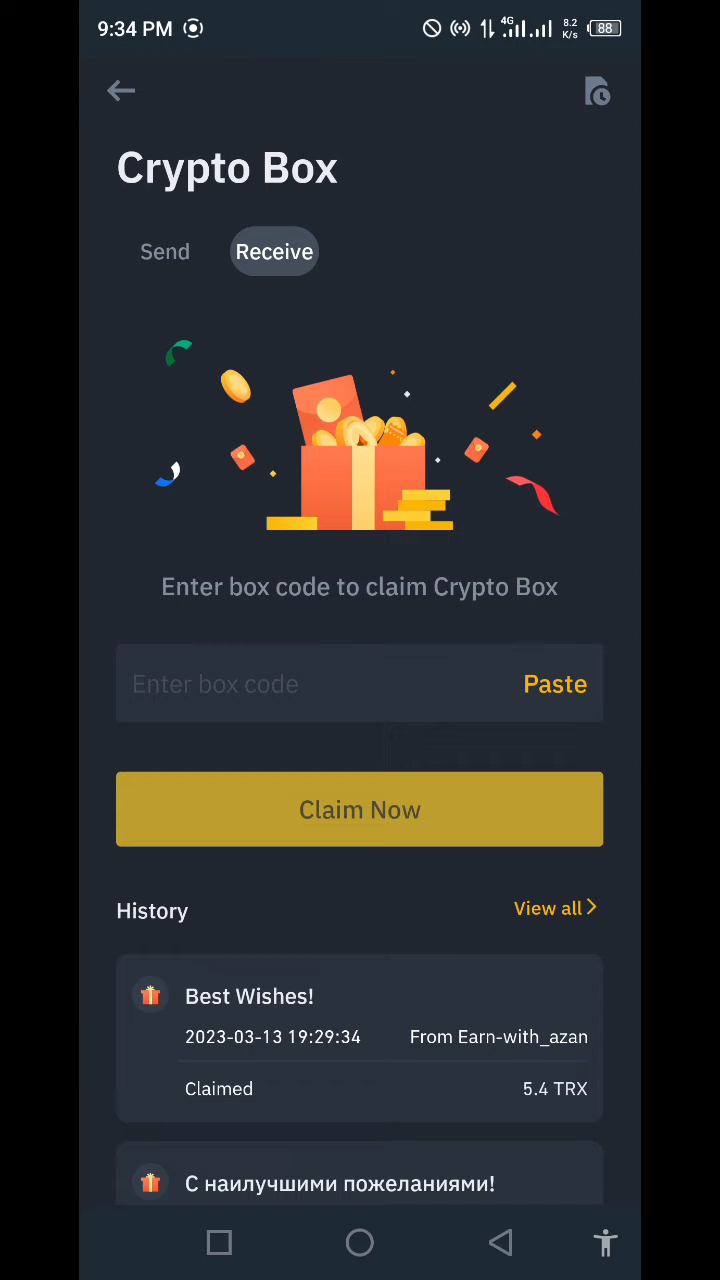 9:34 PM 4G 8.2 K/s 88
Crypto Box
Send Receive
Enter box code to claim Crypto Box
Enter box code Paste
Claim Now
History View all
Best Wishes!
2023-03-13 19:29:34 From Earn-with_azan
Claimed 5.4 TRX
С наилучшими пожеланиями!